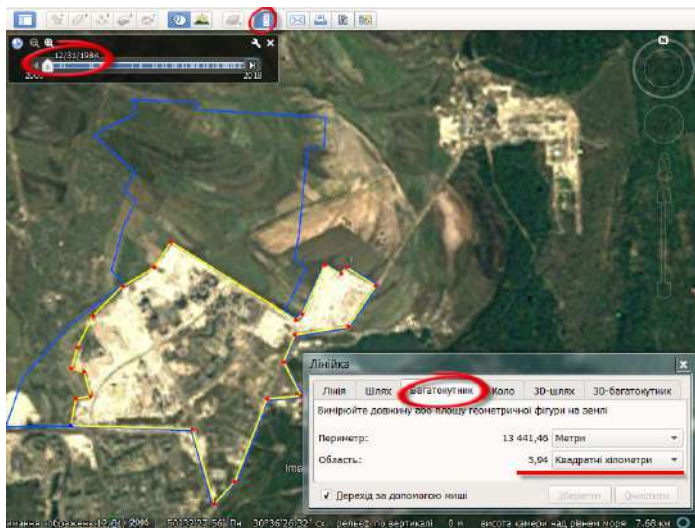 12/31/1984
2018
N
Лінійка
Лінія Шлях Багатокутник Коло 3D-шлях 3D-багатокутник
Виміряйте довжину або площу геометричної фігури на землі
Периметр: 13 441,46 Метри
Область: 5,94 Квадратні кілометри
Перехід за допомогою миші Зберегти Очистити
Ima
рельєф по вертикалі 0 м висота камери над рівнем моря 7.68 км